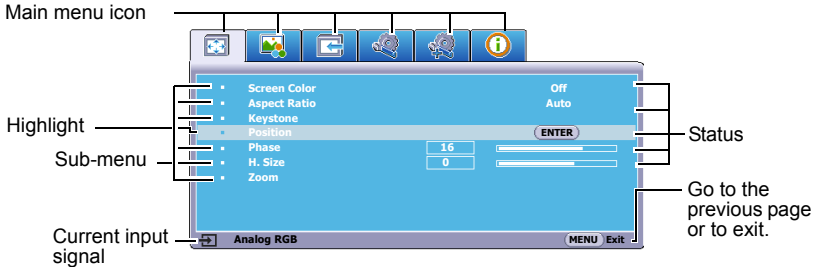 Main menu icon
Screen Color Off
Aspect Ratio Auto
Keystone
Highlight
Position ENTER
Status
Phase 16
Sub-menu
H. Size 0
Zoom
Go to the
previous page
or to exit.
Current input
signal
Analog RGB
MENU Exit